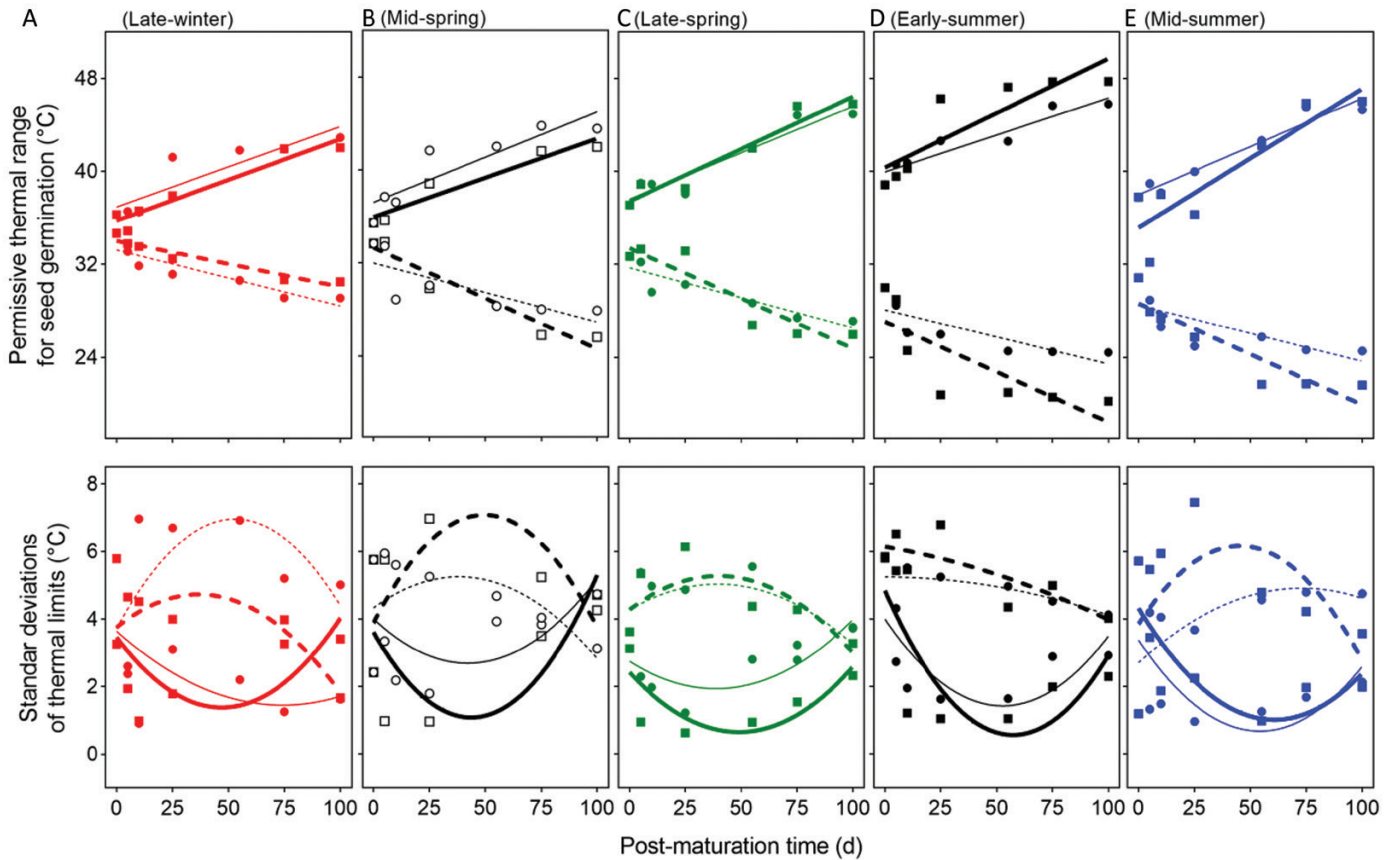 A (Late-winter) B (Mid-spring) C (Late-spring) D (Early-summer) E (Mid-summer)
Permissive thermal range
for seed germination (°C)
48
40
32
24
Standar deviations
of thermal limits (°C)
8
6
4
2
0
0 25 50 75 100 0 25 50 75 100 0 25 50 75 100 0 25 50 75 100 0 25 50 75 100
Post-maturation time (d)